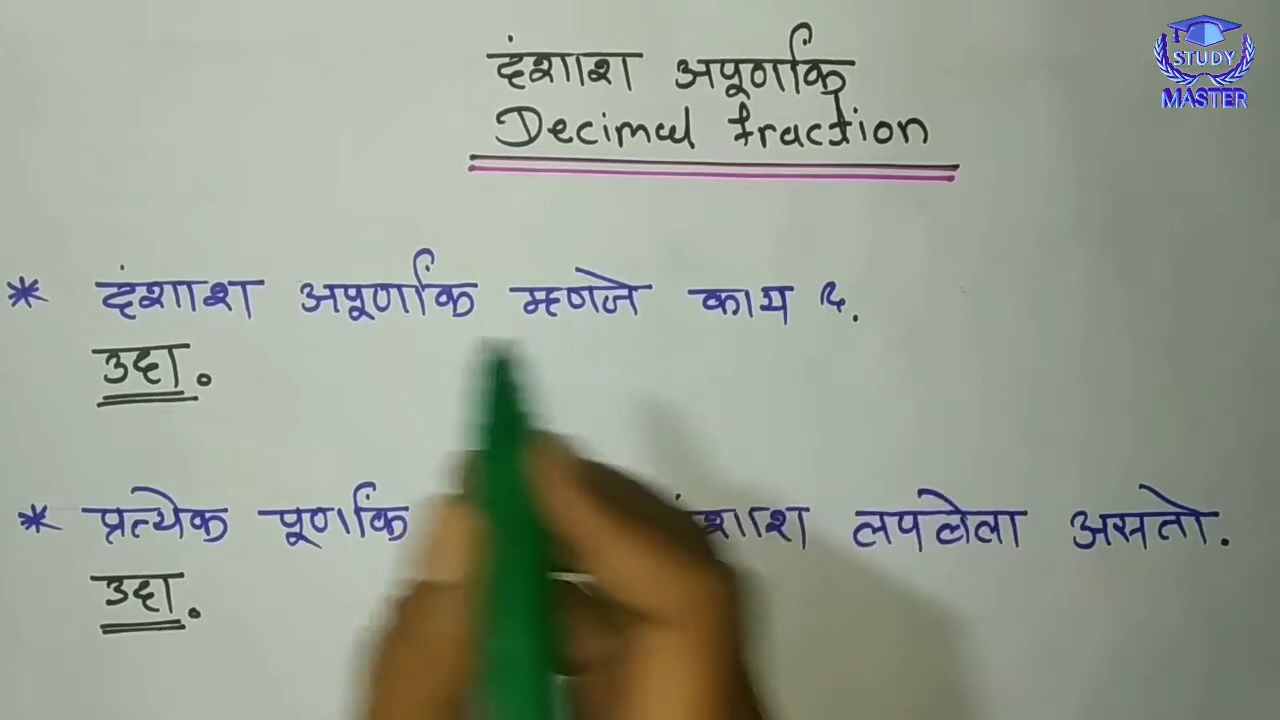 दंशाश अपूर्णांक
Decimal fraction
STUDY
MASTER
* दंशाश अपूर्णांक म्हणजे काय ?.
उदा.
* प्रत्येक पूर्णांक लपलेला असतो.
उदा.